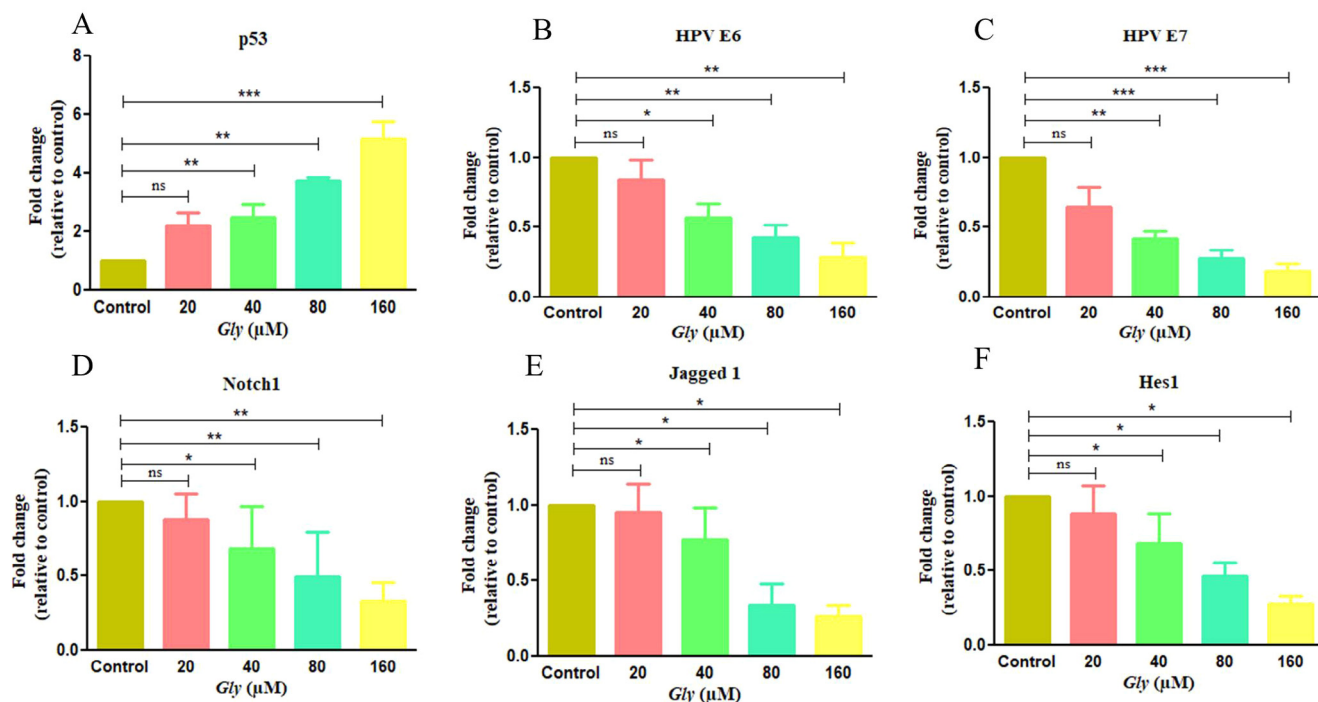 A
p53
Fold change
(relative to control)
8
6
4
2
0
***
**
**
ns
Control 20 40 80 160
Gly (µM)
B
HPV E6
Fold change
(relative to control)
1.5
1.0
0.5
0.0
**
**
*
ns
Control 20 40 80 160
Gly (µM)
C
HPV E7
Fold change
(relative to control)
1.5
1.0
0.5
0.0
***
***
**
ns
Control 20 40 80 160
Gly (µM)
D
Notch1
Fold change
(relative to control)
1.5
1.0
0.5
0.0
**
**
*
ns
Control 20 40 80 160
Gly (µM)
E
Jagged 1
Fold change
(relative to control)
1.5
1.0
0.5
0.0
*
*
*
ns
Control 20 40 80 160
Gly (µM)
F
Hes1
Fold change
(relative to control)
1.5
1.0
0.5
0.0
*
*
*
ns
Control 20 40 80 160
Gly (µM)